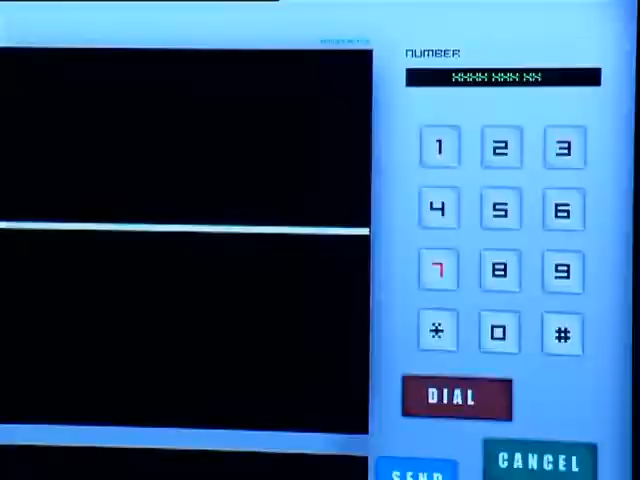 NUMBER
XXXX XXX XX
1 2 3
4 5 6
7 8 9
* 0 #
DIAL
CANCEL
SEND